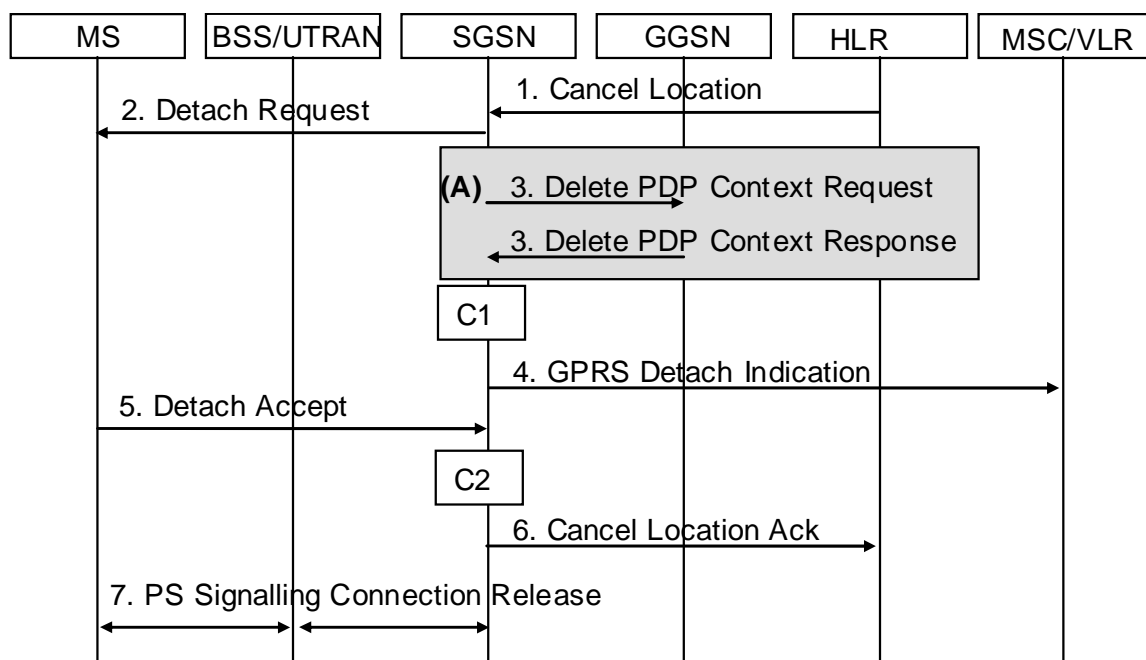 MS BSS/UTRAN SGSN GGSN HLR MSC/VLR
1. Cancel Location
2. Detach Request
(A) 3. Delete PDP Context Request
3. Delete PDP Context Response
C1
4. GPRS Detach Indication
5. Detach Accept
C2
6. Cancel Location Ack
7. PS Signalling Connection Release